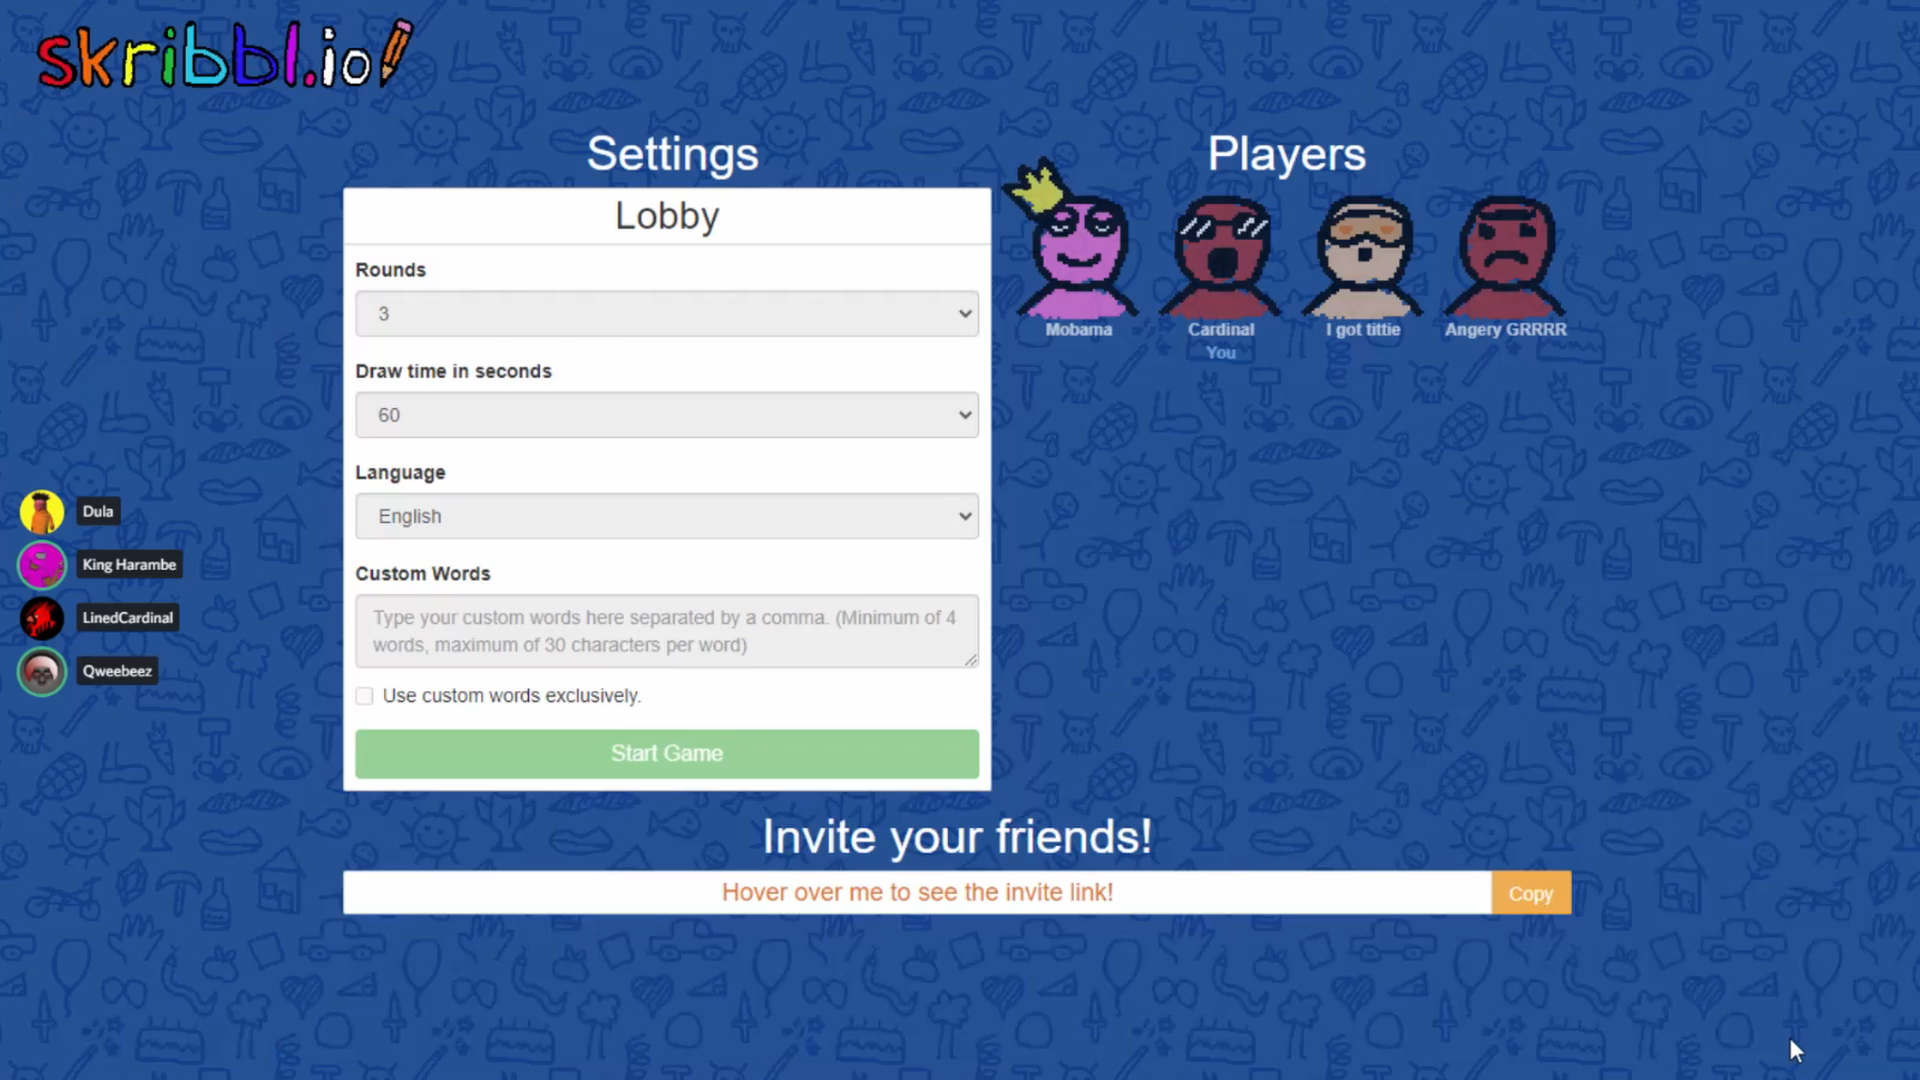 skribbl.io
Settings
Players
Lobby
Rounds
3
Draw time in seconds
60
Language
English
Custom Words
Type your custom words here separated by a comma. (Minimum of 4
words, maximum of 30 characters per word)
Use custom words exclusively.
Start Game
Mobama
Cardinal
You
I got tittie
Angery GRRRR
Dula
King Harambe
LinedCardinal
Qweebeez
Invite your friends!
Hover over me to see the invite link!
Copy